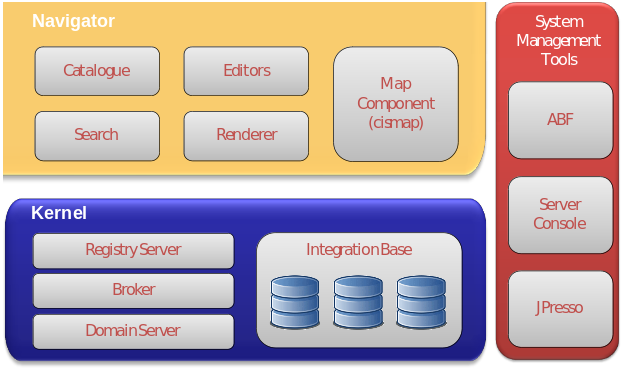 Navigator
Catalogue
Editors
Map
Component
(cismap)
Search
Renderer
Kernel
Registry Server
Broker
Domain Server
Integration Base
System
Management
Tools
ABF
Server
Console
JPresso